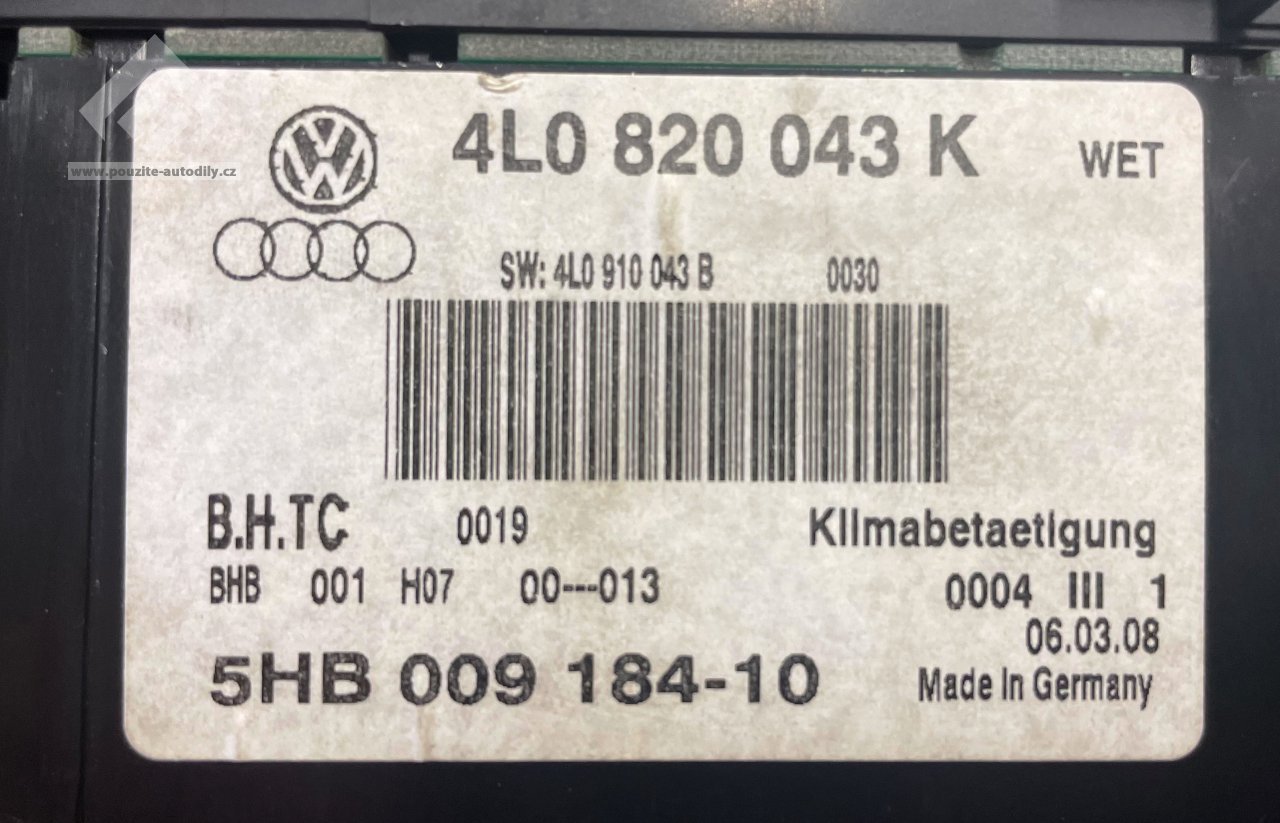 4L0 820 043 K WET
www.pouzite-autodily.cz
SW: 4L0 910 043 B 0030
B.H.TC 0019 Klimabetaetigung
BHB 001 H07 00---013 0004 III 1
06.03.08
5HB 009 184-10 Made In Germany